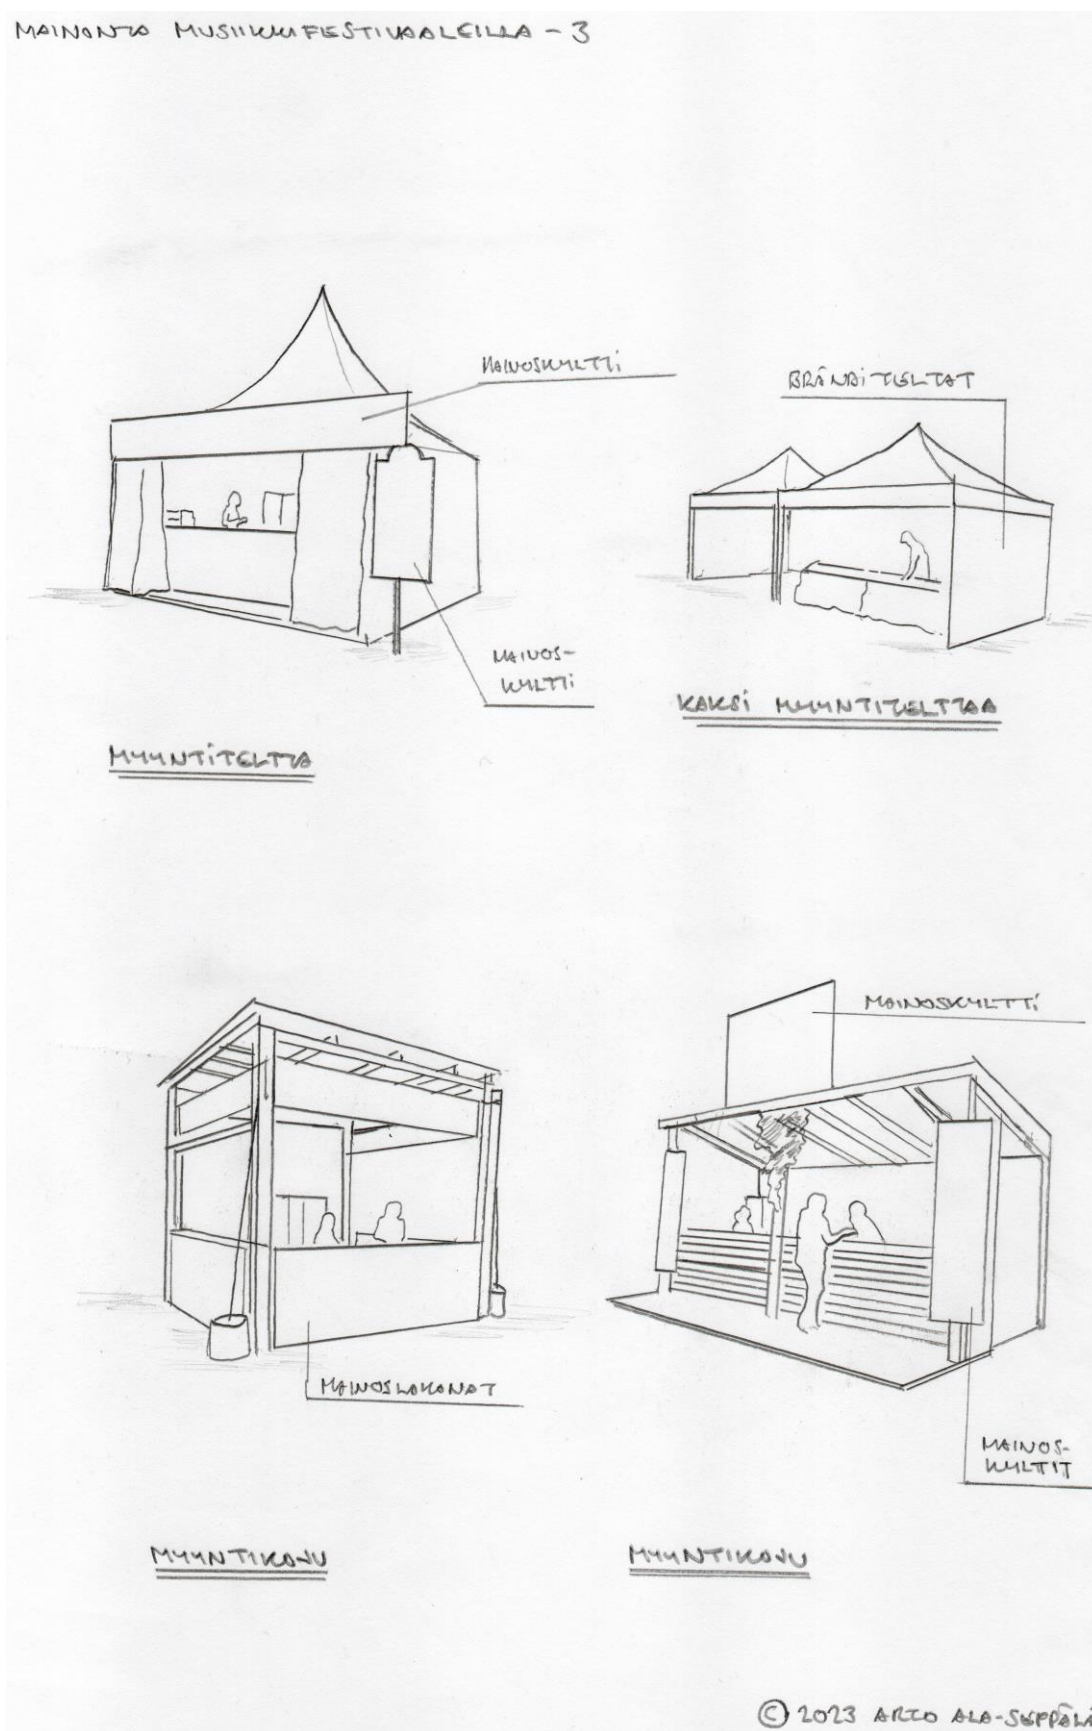 MAINONTA MUSIIKKIFESTIVAALEILLA - 3
MAINOSKYLTTI
BRÄNDITELTAT
MAINOS-
KYLTTI
KAKSI MYYNTITELTTAA
MYYNTITELTTA
MAINOSKYLTTI
MAINOSLAKANAT
MAINOS-
KYLTIT
MYYNTIKOJU
MYYNTIKOJU
© 2023 ARTO ALA-SEPPÄLÄ